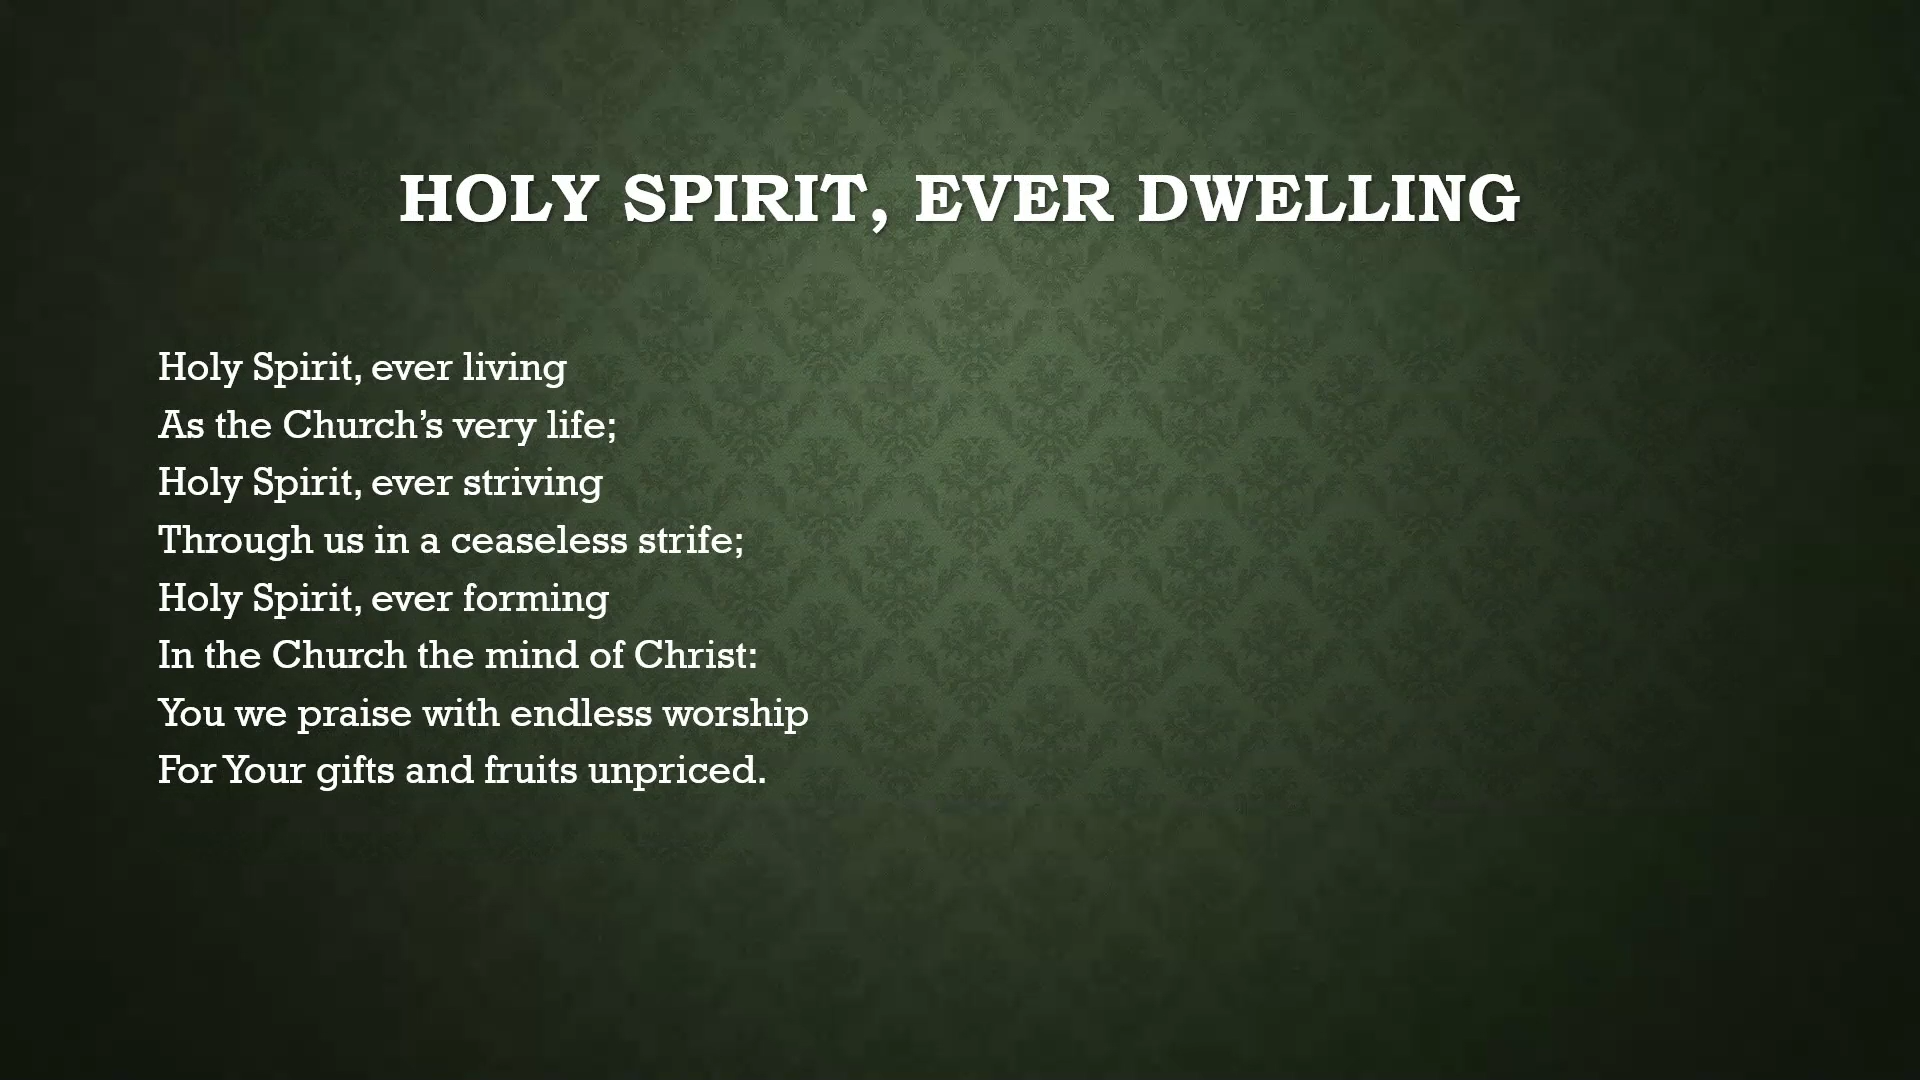 HOLY SPIRIT, EVER DWELLING
Holy Spirit, ever living
As the Church’s very life;
Holy Spirit, ever striving
Through us in a ceaseless strife;
Holy Spirit, ever forming
In the Church the mind of Christ:
You we praise with endless worship
For Your gifts and fruits unpriced.